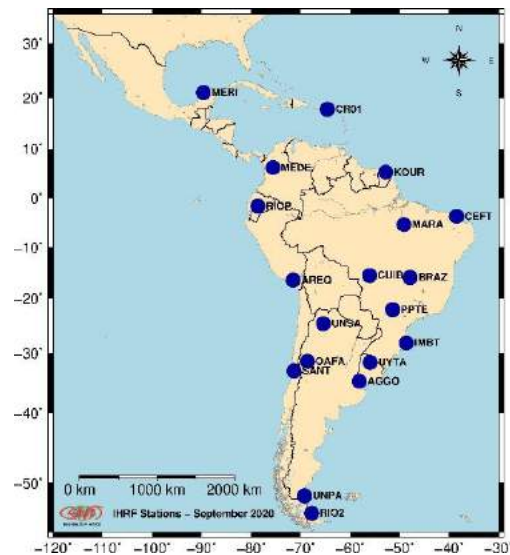 N
W E
S
30°
20°
10°
0°
−10°
−20°
−30°
−40°
−50°
MERI
CR01
MEDE
KOUR
RIOP
CEFT
MARA
AREQ
CUIB
BRAZ
PPTE
UNSA
IMBT
OAFA
SANT
UYTA
AGGO
UNPA
RIO2
0 km 1000 km 2000 km
IHRF Stations − September 2020
−120° −110° −100° −90° −80° −70° −60° −50° −40° −30°